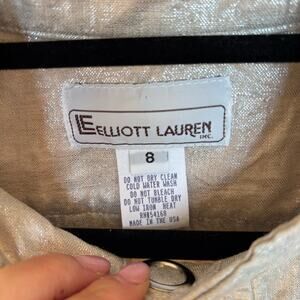 EL ELLIOTT LAUREN
INC.
8
DO NOT DRY CLEAN
COLD WATER WASH
DO NOT BLEACH
DO NOT TUMBLE DRY
LOW IRON HEAT
RN#54168
MADE IN THE USA